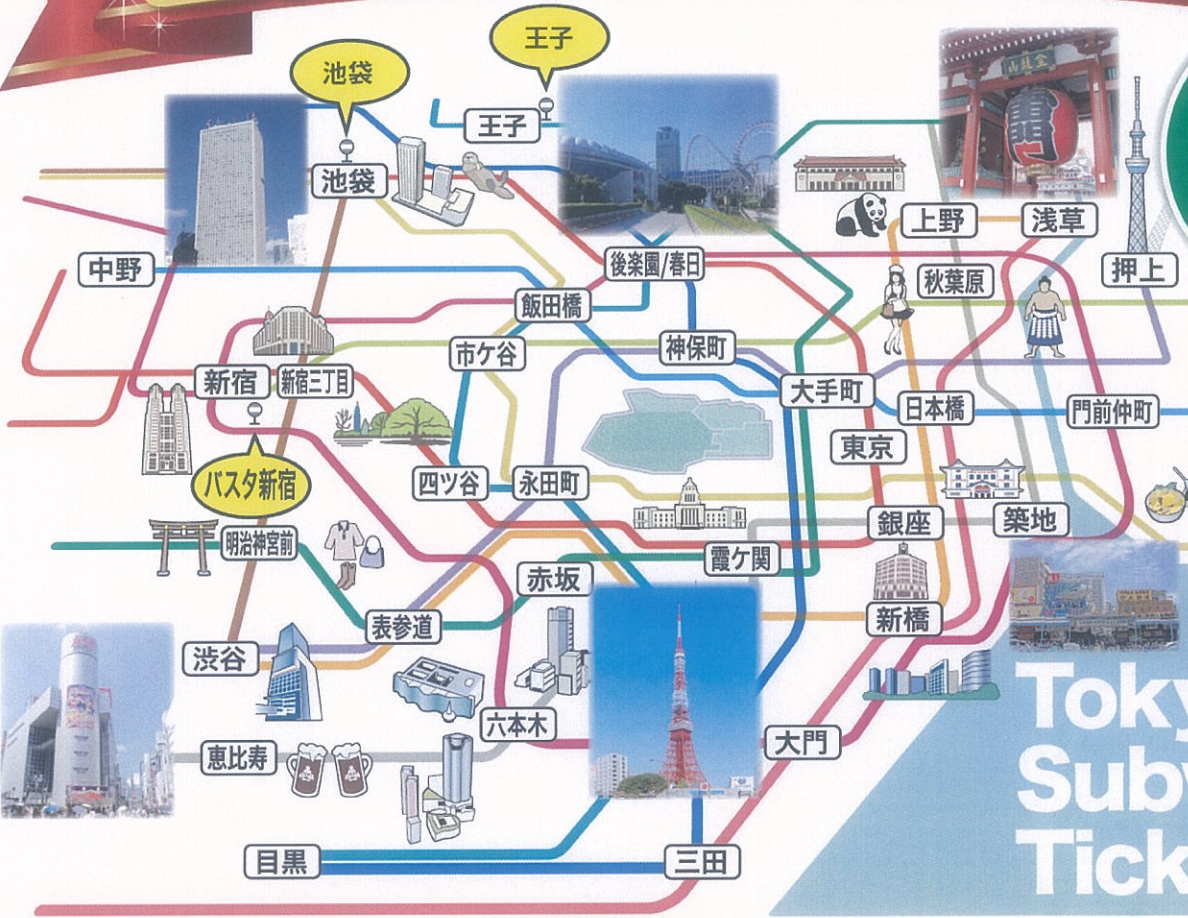 王子
池袋
王子
池袋
上野
浅草
中野
後楽園/春日
秋葉原
押上
飯田橋
市ケ谷
神保町
新宿
新宿三丁目
大手町
日本橋
門前仲町
東京
バスタ新宿
四ツ谷
永田町
銀座
築地
明治神宮前
霞ケ関
赤坂
表参道
新橋
渋谷
六本木
大門
恵比寿
目黒
三田
Toky
Subw
Tick